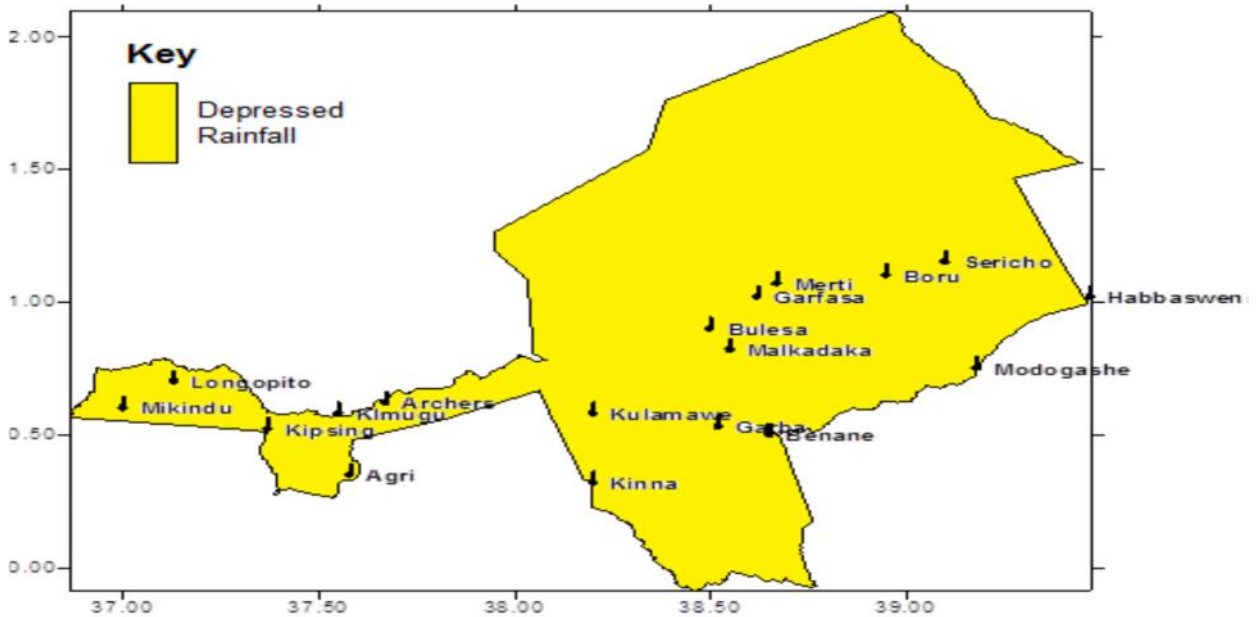 Key
Depressed
Rainfall
2.00
1.50
1.00
0.50
0.00
Sericho
Boru
Merti
Garfasa
Habbaswen
Bulesa
Malkadaka
Modogashe
Longopito
Mikindu
Archers
Kulamawe
Benane
Kipsing
Agri
Kinna
37.00
37.50
38.00
38.50
39.00